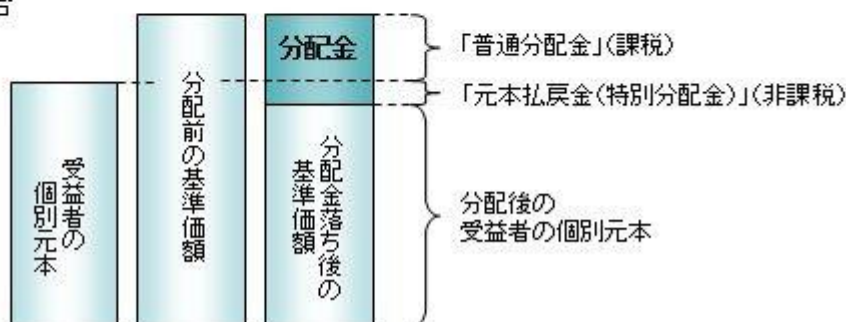 分配金
「普通分配金」(課税)
「元本払戻金(特別分配金)」(非課税)
受益者の
個別元本
分配前の基準価額
分配金落ち後の
基準価額
分配後の
受益者の個別元本